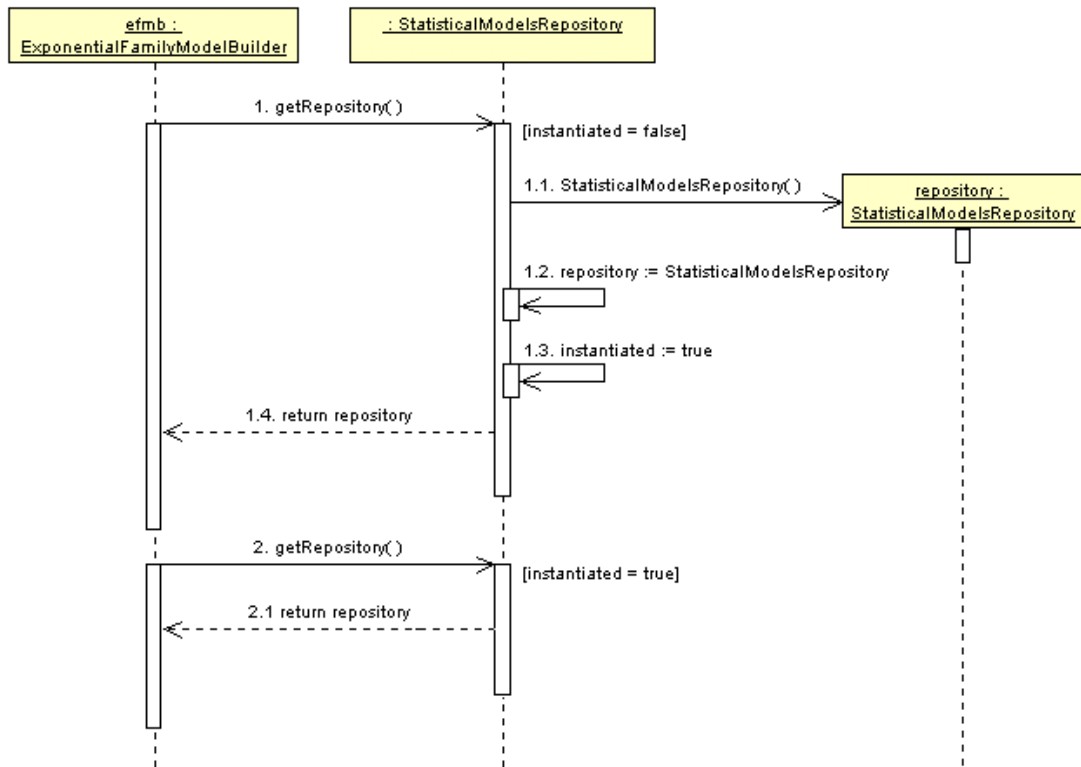 efmb :
ExponentialFamilyModelBuilder
: StatisticalModelsRepository
1. getRepository( )
[instantiated = false]
1.1. StatisticalModelsRepository( )
repository :
StatisticalModelsRepository
1.2. repository := StatisticalModelsRepository
1.3. instantiated := true
1.4. return repository
2. getRepository( )
[instantiated = true]
2.1 return repository